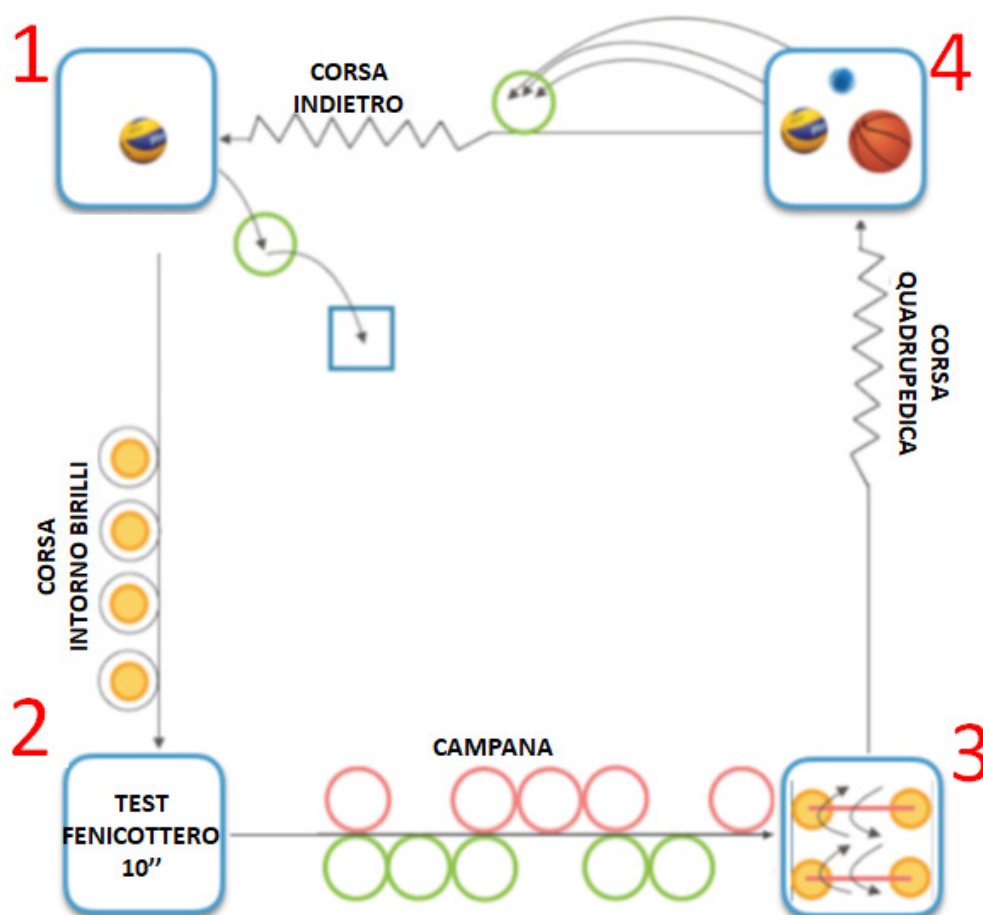 1
4
CORSA
INDIETRO
CORSA
QUADRUPEDICA
CORSA
INTORNO BIRILLI
2
3
CAMPANA
TEST
FENICOTTERO
10’’